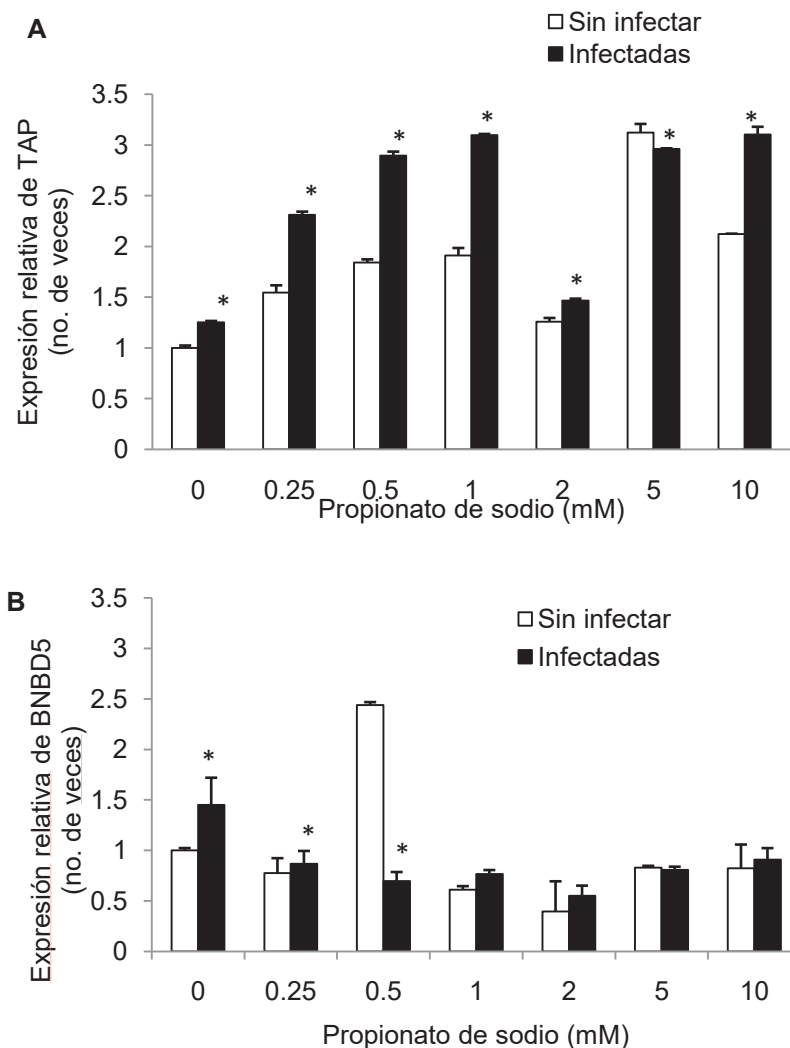 A
Sin infectar
Infectadas
Expresión relativa de TAP
(no. de veces)
3.5
3
2.5
2
1.5
1
0.5
0
* * * * * * *
0 0.25 0.5 1 2 5 10
Propionato de sodio (mM)
B
Sin infectar
Infectadas
Expresión relativa de BNBD5
(no. de veces)
3.5
3
2.5
2
1.5
1
0.5
0
* * *
0 0.25 0.5 1 2 5 10
Propionato de sodio (mM)